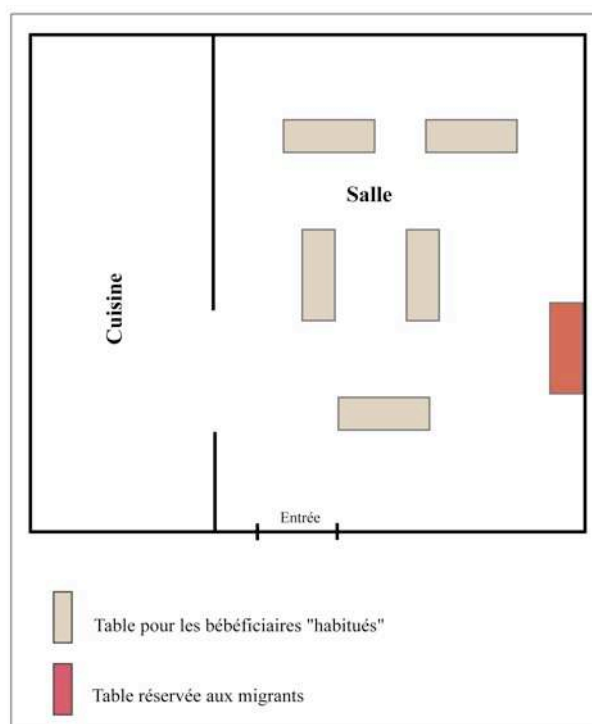 Salle
Cuisine
Entrée
Table pour les bébéficiaires "habitués"
Table réservée aux migrants